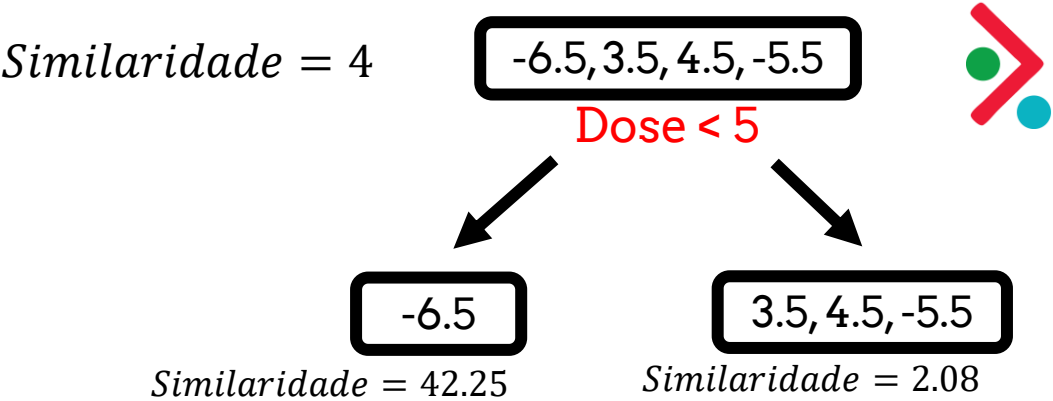 Similaridade = 4
-6.5, 3.5, 4.5, -5.5
Dose < 5
-6.5
3.5, 4.5, -5.5
Similaridade = 42.25
Similaridade = 2.08